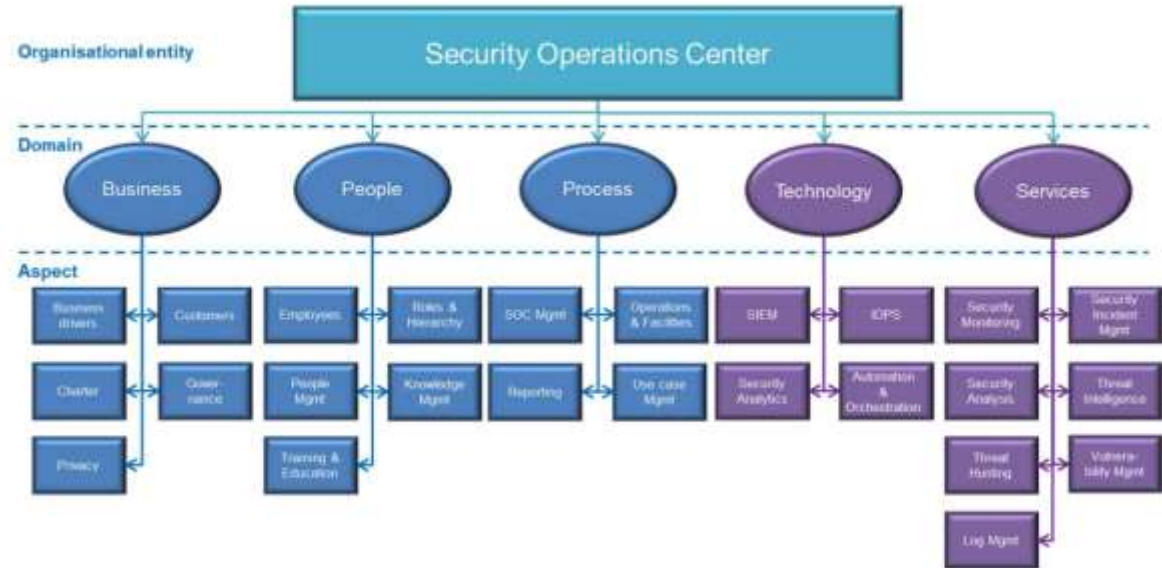 Organisational entity
Security Operations Center
Domain
Business
People
Process
Technology
Services
Aspect
Business
drivers
Customers
Employees
Roles &
Hierarchy
SOC Mgmt
Operations
& Facilities
SIEM
IDPS
Security
Monitoring
Security
Incident
Mgmt
Charter
Gover-
nance
People
Mgmt
Knowledge
Mgmt
Reporting
Use case
Mgmt
Security
Analytics
Automation
&
Orchestration
Security
Analysis
Threat
Intelligence
Privacy
Training &
Education
Threat
Hunting
Vulnera-
bility Mgmt
Log Mgmt